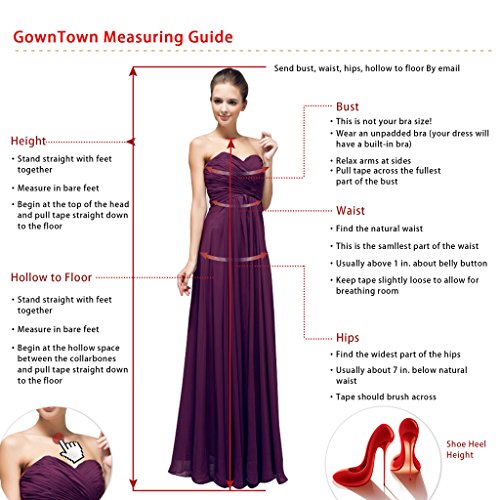 GownTown Measuring Guide
Send bust, waist, hips, hollow to floor By email
Height
• Stand straight with feet
together
• Measure in bare feet
• Begin at the top of the head
and pull tape straight down
to the floor
Hollow to Floor
• Stand straight with feet
together
• Measure in bare feet
• Begin at the hollow space
between the collarbones
and pull tape straight down
to the floor
Bust
• This is not your bra size!
• Wear an unpadded bra (your dress will
have a built-in bra)
• Relax arms at sides
• Pull tape across the fullest
part of the bust
Waist
• Find the natural waist
• This is the samllest part of the waist
• Usually above 1 in. about belly button
• Keep tape slightly loose to allow for
breathing room
Hips
• Find the widest part of the hips
• Usually about 7 in. below natural
waist
• Tape should brush across
Shoe Heel
Height